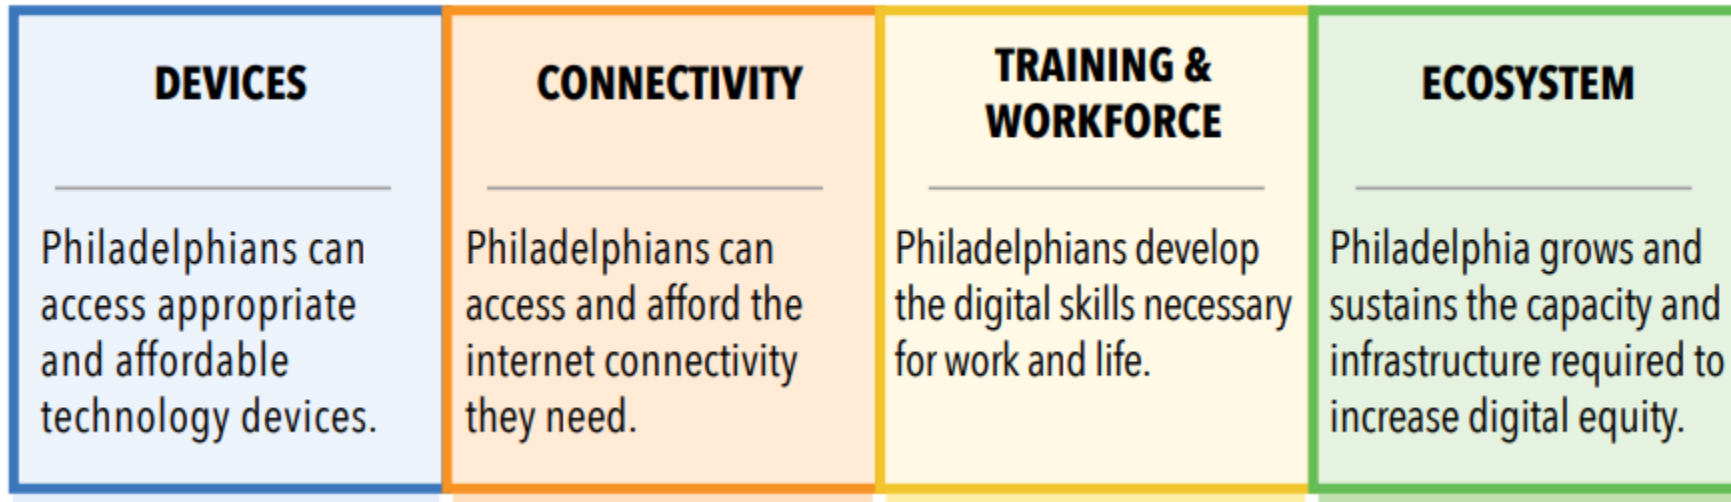 DEVICES
Philadelphians can
access appropriate
and affordable
technology devices.
CONNECTIVITY
Philadelphians can
access and afford the
internet connectivity
they need.
TRAINING &
WORKFORCE
Philadelphians develop
the digital skills necessary
for work and life.
ECOSYSTEM
Philadelphia grows and
sustains the capacity and
infrastructure required to
increase digital equity.